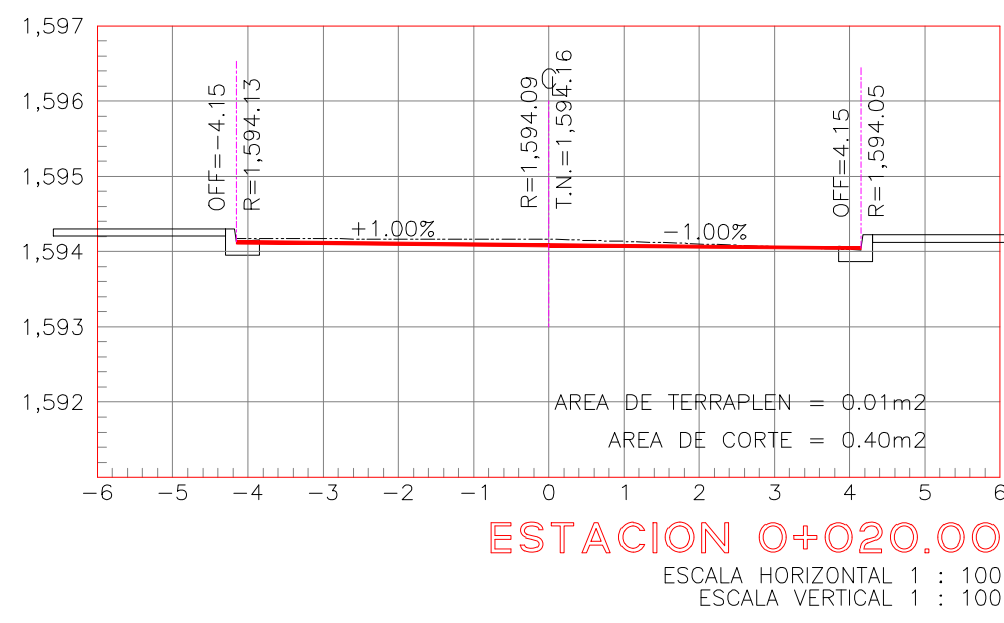 1,597
1,596
1,595
1,594
1,593
1,592
OFF=-4.15
R=1,594.13
R=1,594.09
T.N.=1,594.16
OFF=4.15
R=1,594.05
+1.00%
-1.00%
AREA DE TERRAPLEN = 0.01m2
AREA DE CORTE = 0.40m2
-6 -5 -4 -3 -2 -1 0 1 2 3 4 5 6
ESTACION 0+020.00
ESCALA HORIZONTAL 1 : 100
ESCALA VERTICAL 1 : 100